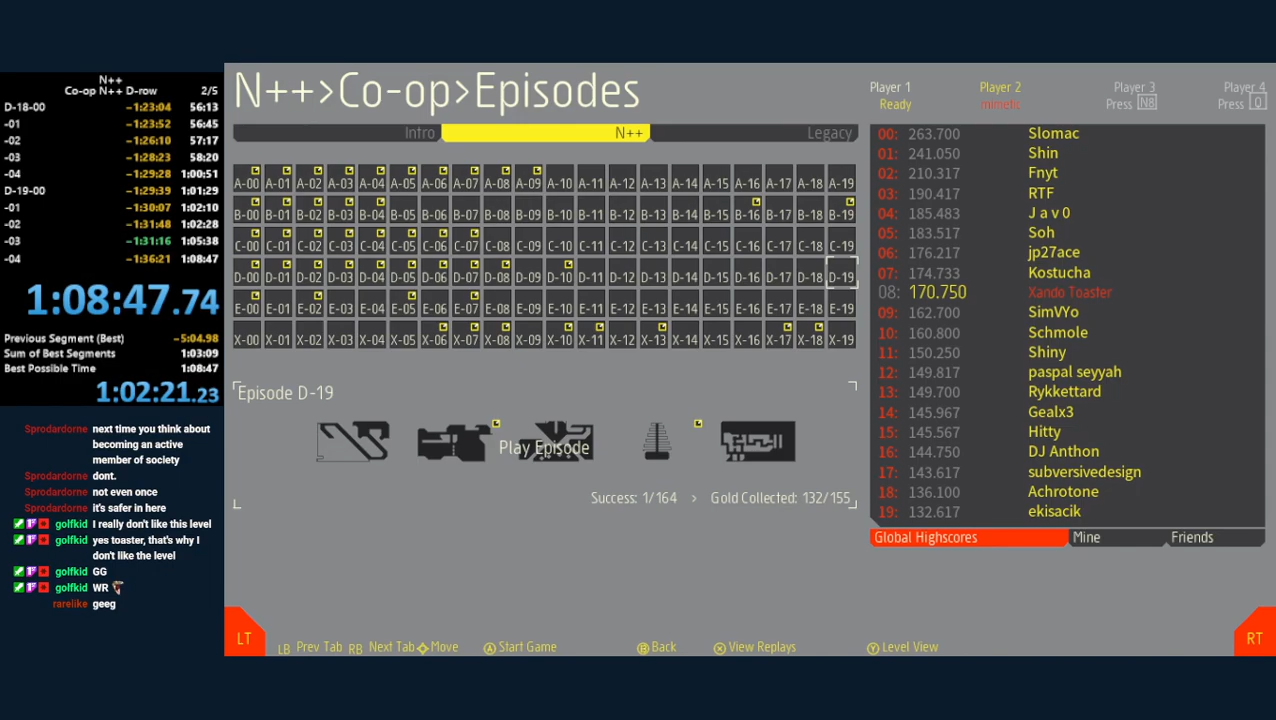 N++
Co-op N++ D-row 2/5
D-18-00 −1:23:04 56:13
-01 −1:23:52 56:45
-02 −1:26:10 57:17
-03 −1:28:23 58:20
-04 −1:29:28 1:00:51
D-19-00 −1:29:39 1:01:29
-01 −1:30:07 1:02:10
-02 −1:31:48 1:02:28
-03 −1:31:16 1:05:38
-04 −1:36:21 1:08:47
1:08:47.74
Previous Segment (Best) −5:04.98
Sum of Best Segments 1:03:09
Best Possible Time 1:08:47
1:02:21.23
Sprodardorne next time you think about
becoming an active
member of society
Sprodardorne dont.
Sprodardorne not even once
Sprodardorne it's safer in here
golfkid I really don't like this level
golfkid yes toaster, that's why I
don't like the level
golfkid GG
golfkid WR
rarelike geeg
N++>Co-op>Episodes
Intro N++ Legacy
A-00 A-01 A-02 A-03 A-04 A-05 A-06 A-07 A-08 A-09 A-10 A-11 A-12 A-13 A-14 A-15 A-16 A-17 A-18 A-19
B-00 B-01 B-02 B-03 B-04 B-05 B-06 B-07 B-08 B-09 B-10 B-11 B-12 B-13 B-14 B-15 B-16 B-17 B-18 B-19
C-00 C-01 C-02 C-03 C-04 C-05 C-06 C-07 C-08 C-09 C-10 C-11 C-12 C-13 C-14 C-15 C-16 C-17 C-18 C-19
D-00 D-01 D-02 D-03 D-04 D-05 D-06 D-07 D-08 D-09 D-10 D-11 D-12 D-13 D-14 D-15 D-16 D-17 D-18 D-19
E-00 E-01 E-02 E-03 E-04 E-05 E-06 E-07 E-08 E-09 E-10 E-11 E-12 E-13 E-14 E-15 E-16 E-17 E-18 E-19
X-00 X-01 X-02 X-03 X-04 X-05 X-06 X-07 X-08 X-09 X-10 X-11 X-12 X-13 X-14 X-15 X-16 X-17 X-18 X-19
Episode D-19
Play Episode
Success: 1/164 > Gold Collected: 132/155
Player 1 Player 2 Player 3 Player 4
Ready mimetic Press N8 Press Q
00: 263.700 Slomac
01: 241.050 Shin
02: 210.317 Fnyt
03: 190.417 RTF
04: 185.483 J a v 0
05: 183.517 Soh
06: 176.217 jp27ace
07: 174.733 Kostucha
08: 170.750 Xando Toaster
09: 162.700 SimVYo
10: 160.800 Schmole
11: 150.250 Shiny
12: 149.817 paspal seyyah
13: 149.700 Rykkettard
14: 145.967 Gealx3
15: 145.567 Hitty
16: 144.750 DJ Anthon
17: 143.617 subversivedesign
18: 136.100 Achrotone
19: 132.617 ekisacik
Global Highscores Mine Friends
LT LB Prev Tab RB Next Tab Move A Start Game B Back X View Replays Y Level View RT